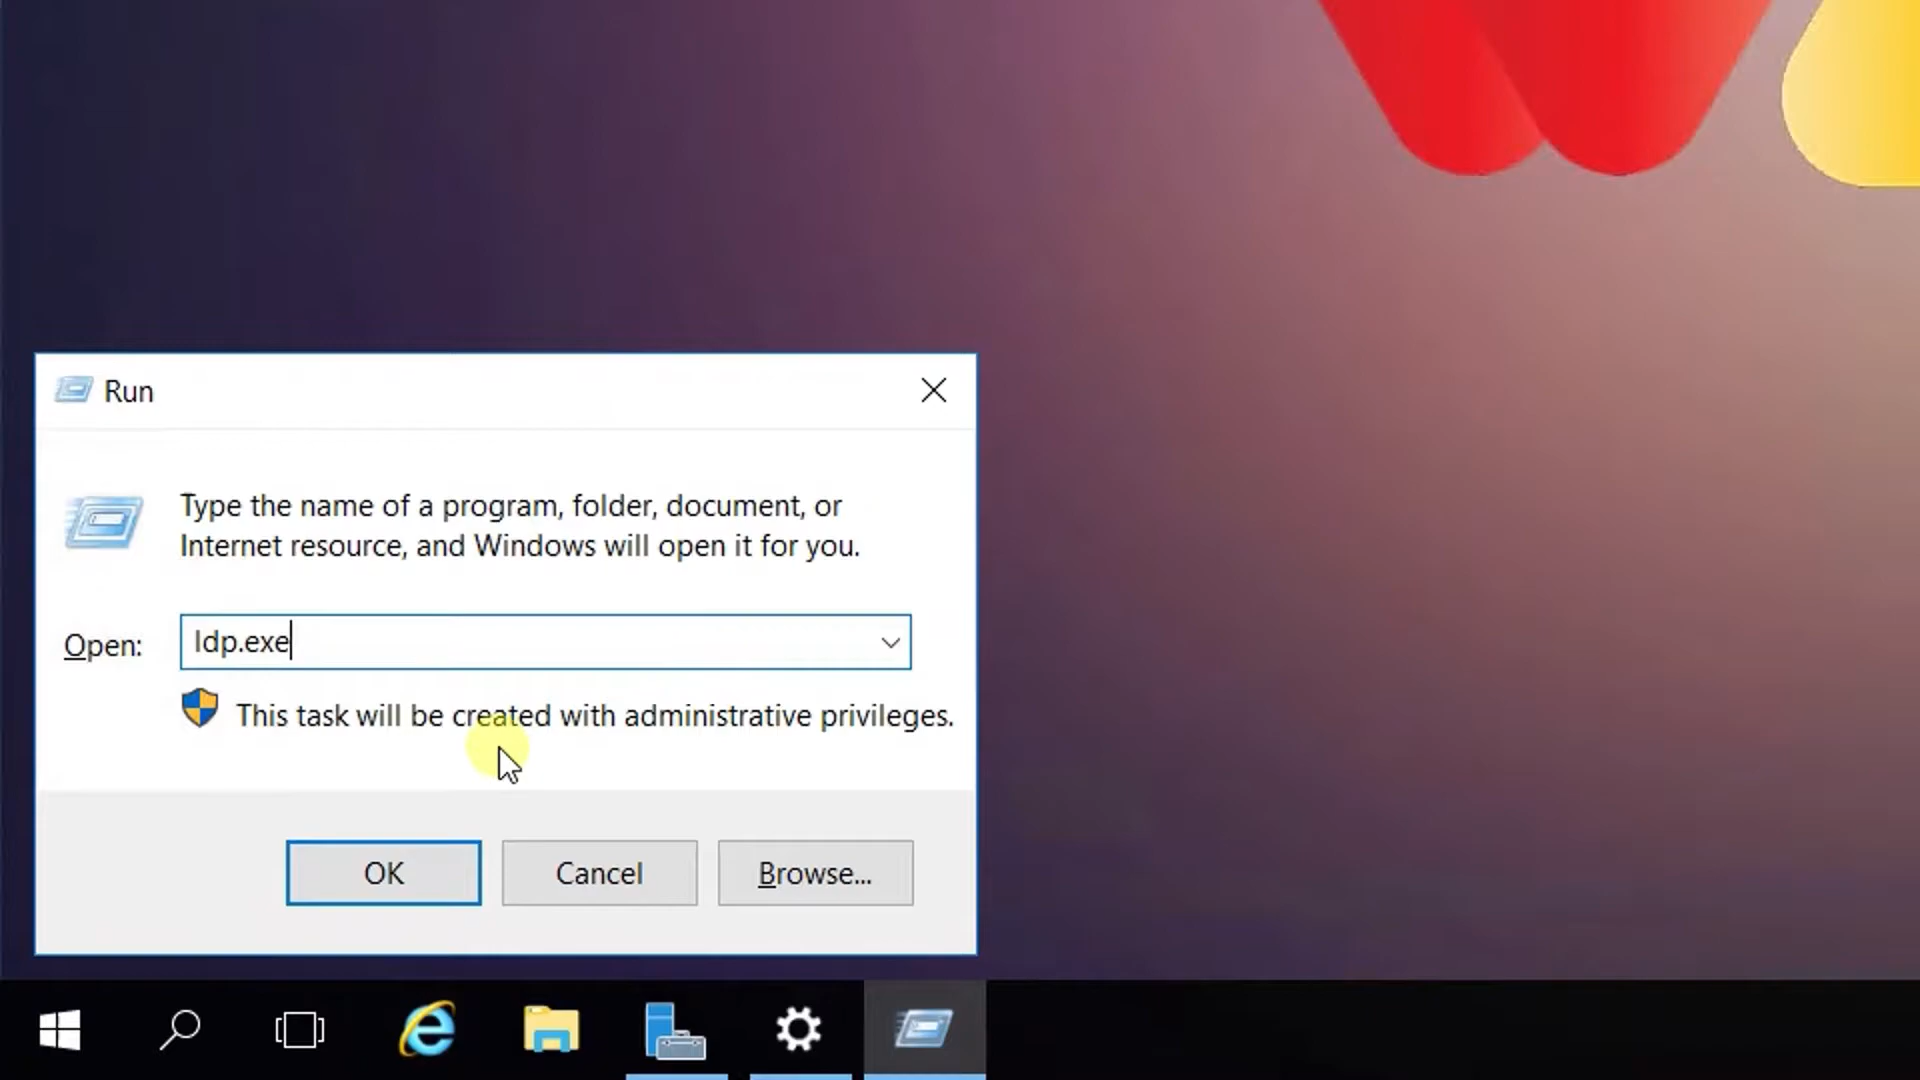 Run
Type the name of a program, folder, document, or
Internet resource, and Windows will open it for you.
Open:
ldp.exe
This task will be created with administrative privileges.
OK
Cancel
Browse...